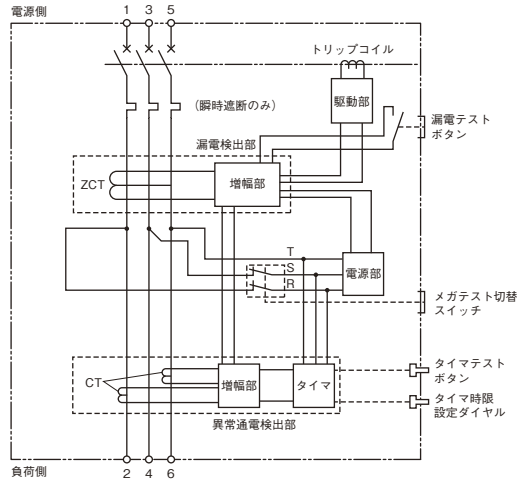 電源側
1 3 5
トリップコイル
駆動部
(瞬時遮断のみ)
漏電テスト
ボタン
漏電検出部
ZCT
増幅部
T
S
R
電源部
メガテスト切替
スイッチ
CT
増幅部
タイマ
タイマテスト
ボタン
タイマ時限
設定ダイヤル
異常通電検出部
負荷側
2 4 6